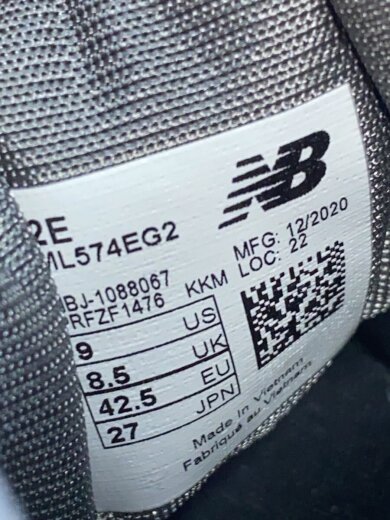 NB
2E
ML574EG2
MFG: 12/2020
LOC: 22
BJ-1088067
RFZF1476 KKM
9 US
8.5 UK
42.5 EU
27 JPN
Made in Vietnam
Fabriqué au Vietnam